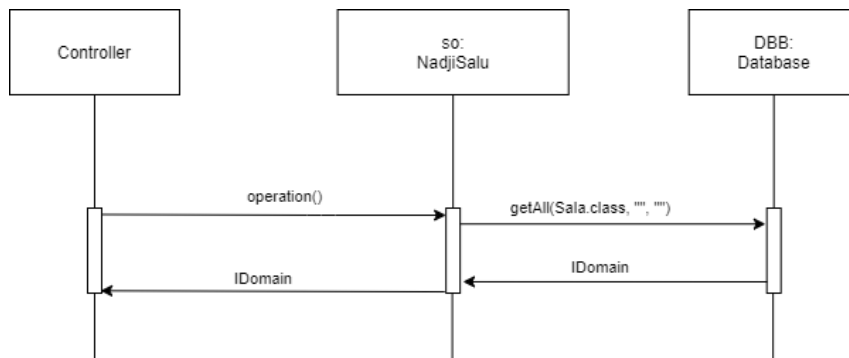 Controller
so:
NadjiSalu
DBB:
Database
operation()
getAll(Sala.class, "", "")
IDomain
IDomain